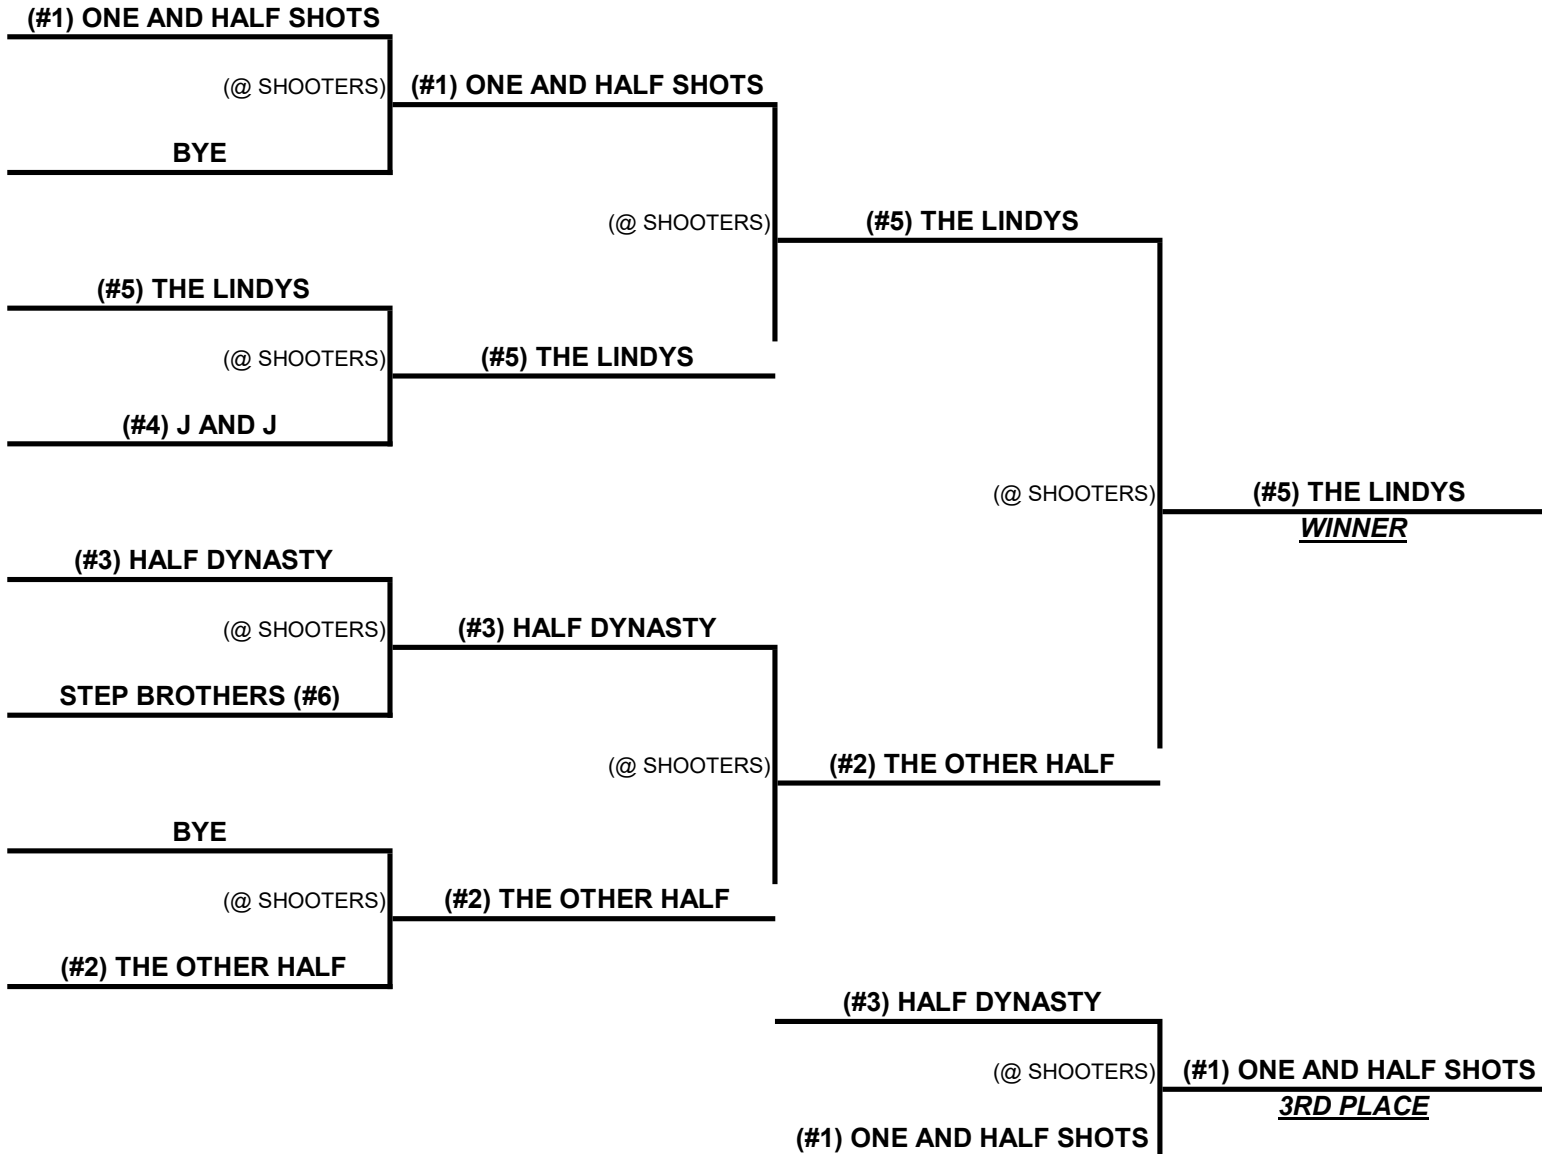 (#1) ONE AND HALF SHOTS
(@ SHOOTERS)
(#1) ONE AND HALF SHOTS
BYE
(@ SHOOTERS)
(#5) THE LINDYS
(#5) THE LINDYS
(@ SHOOTERS)
(#5) THE LINDYS
(#4) J AND J
(@ SHOOTERS)
(#5) THE LINDYS
WINNER
(#3) HALF DYNASTY
(@ SHOOTERS)
(#3) HALF DYNASTY
STEP BROTHERS (#6)
(@ SHOOTERS)
(#2) THE OTHER HALF
BYE
(@ SHOOTERS)
(#2) THE OTHER HALF
(#2) THE OTHER HALF
(#3) HALF DYNASTY
(@ SHOOTERS)
(#1) ONE AND HALF SHOTS
3RD PLACE
(#1) ONE AND HALF SHOTS